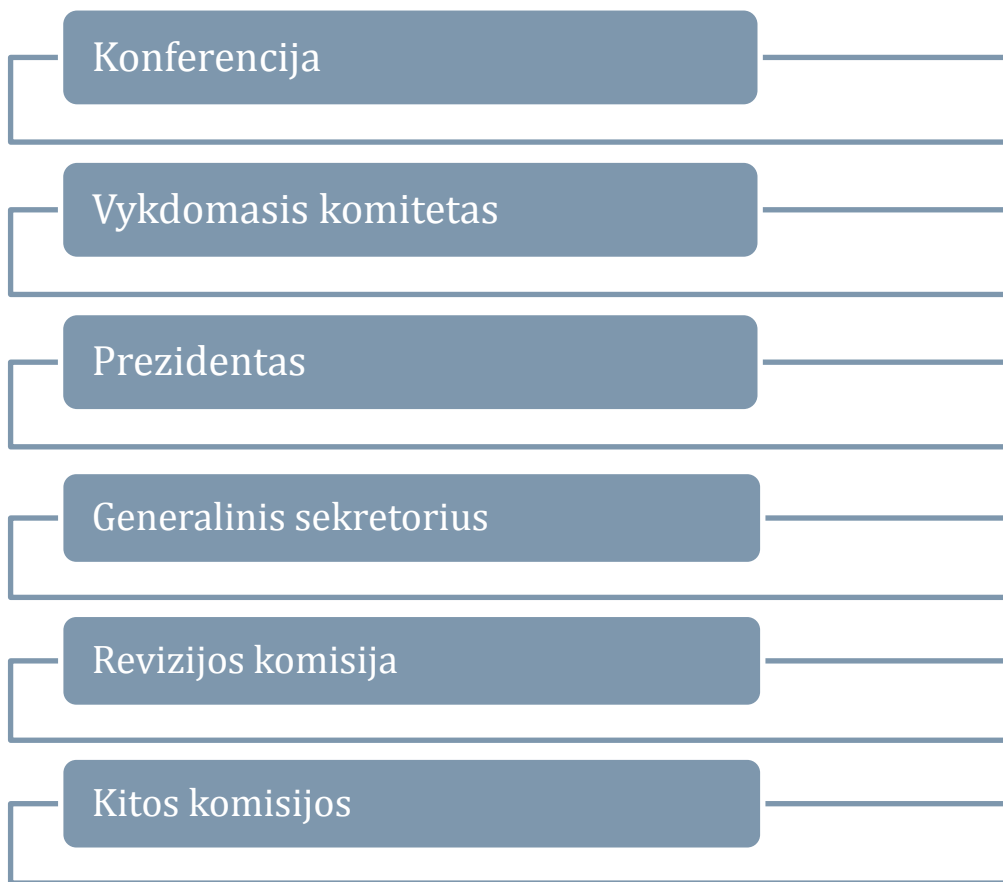 Konferencija
Vykdomasis komitetas
Prezidentas
Generalinis sekretorius
Revizijos komisija
Kitos komisijos